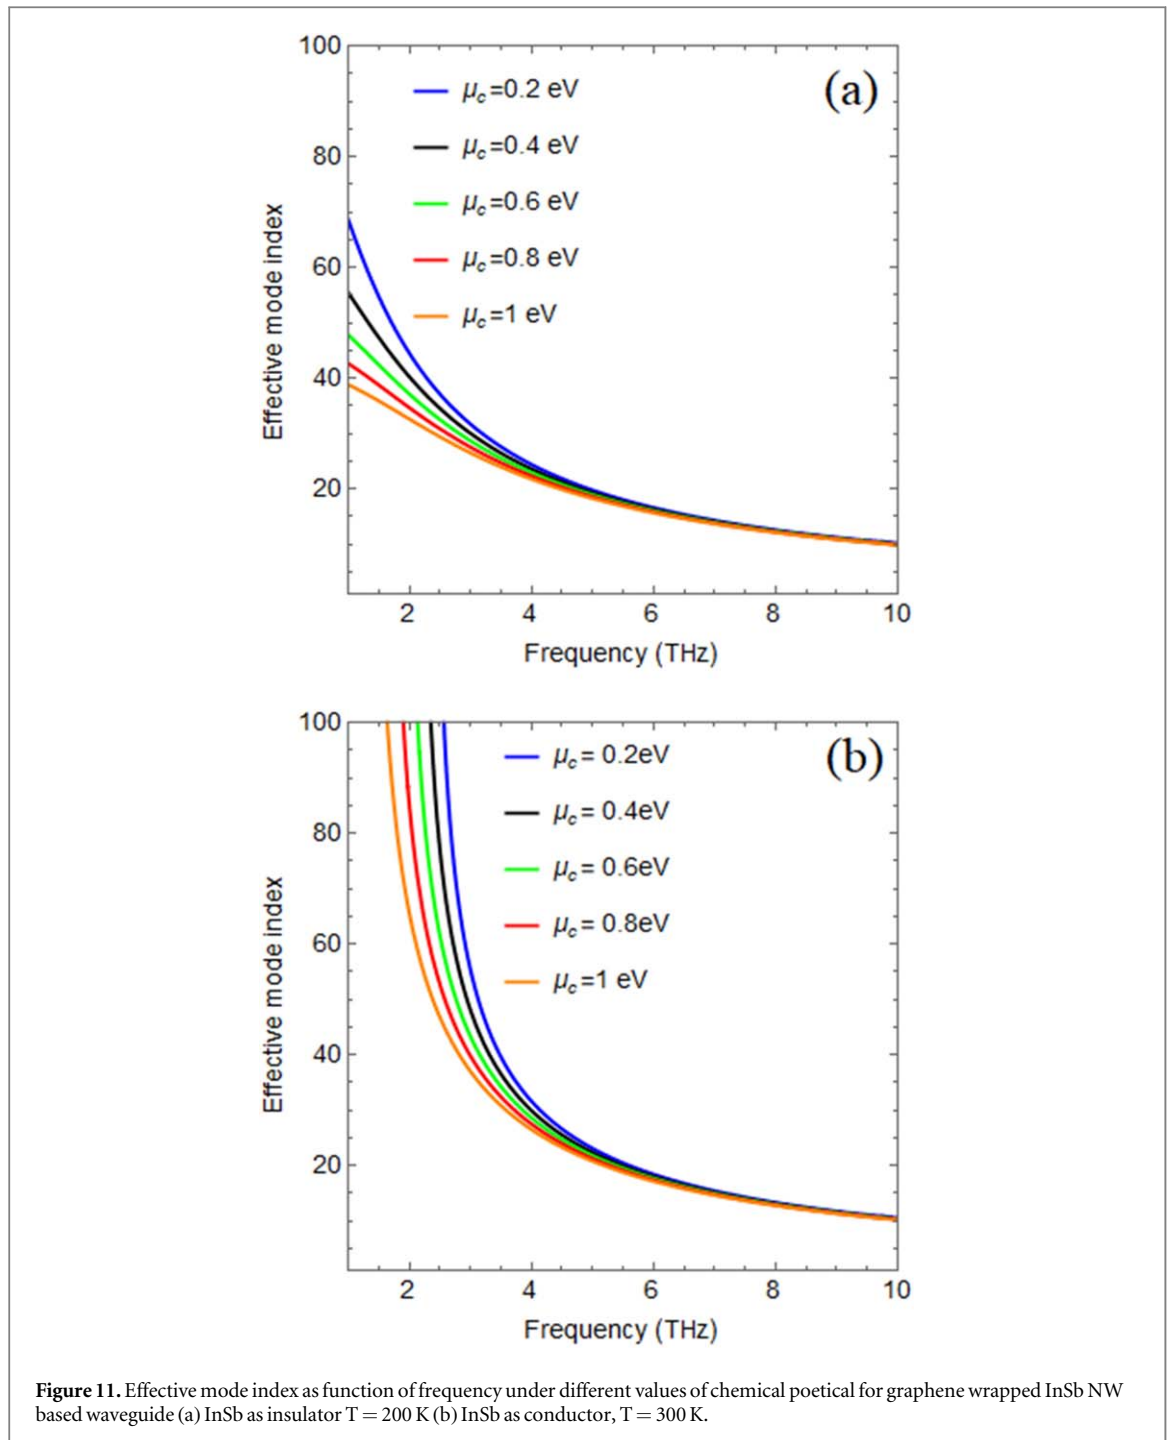 100
80
60
40
20
Effective mode index
μc=0.2 eV
μc=0.4 eV
μc=0.6 eV
μc=0.8 eV
μc=1 eV
(a)
2 4 6 8 10
Frequency (THz)
100
80
60
40
20
Effective mode index
μc= 0.2eV
μc= 0.4eV
μc= 0.6eV
μc= 0.8eV
μc=1 eV
(b)
2 4 6 8 10
Frequency (THz)
Figure 11. Effective mode index as function of frequency under different values of chemical poetical for graphene wrapped InSb NW
based waveguide (a) InSb as insulator T = 200 K (b) InSb as conductor, T = 300 K.